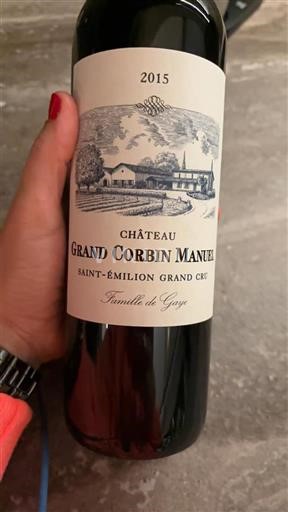 2015
CHÂTEAU
GRAND CORBIN MANUEL
SAINT-ÉMILION GRAND CRU
Famille de Gaye